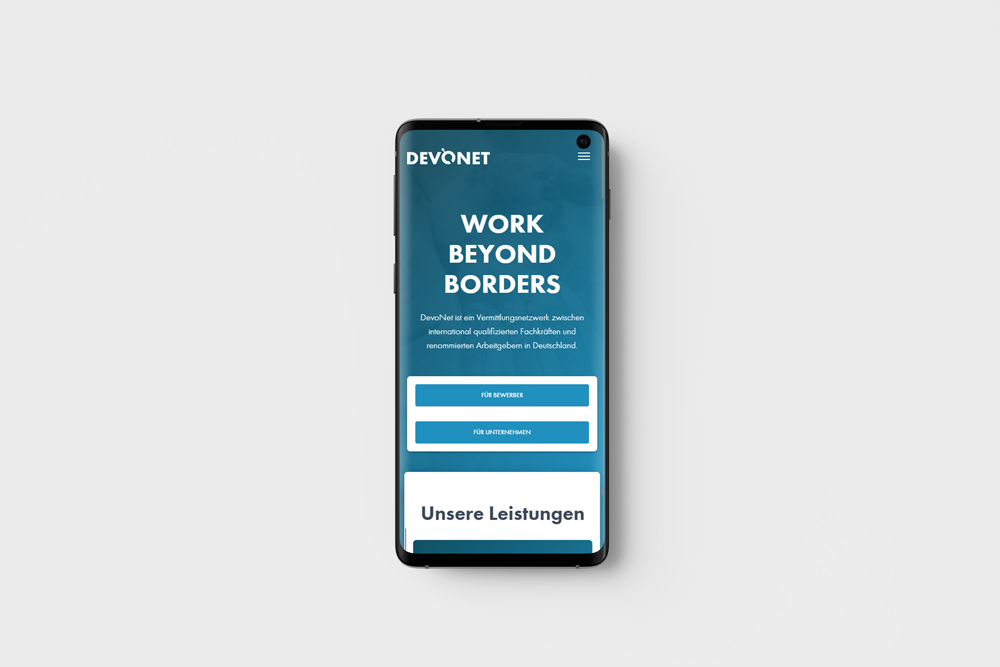 DEVONET
WORK
BEYOND
BORDERS
DevoNet ist ein Vermittlungsnetzwerk zwischen
international qualifizierten Fachkräften und
renommierten Arbeitgebern in Deutschland.
FÜR BEWERBER
FÜR UNTERNEHMEN
Unsere Leistungen